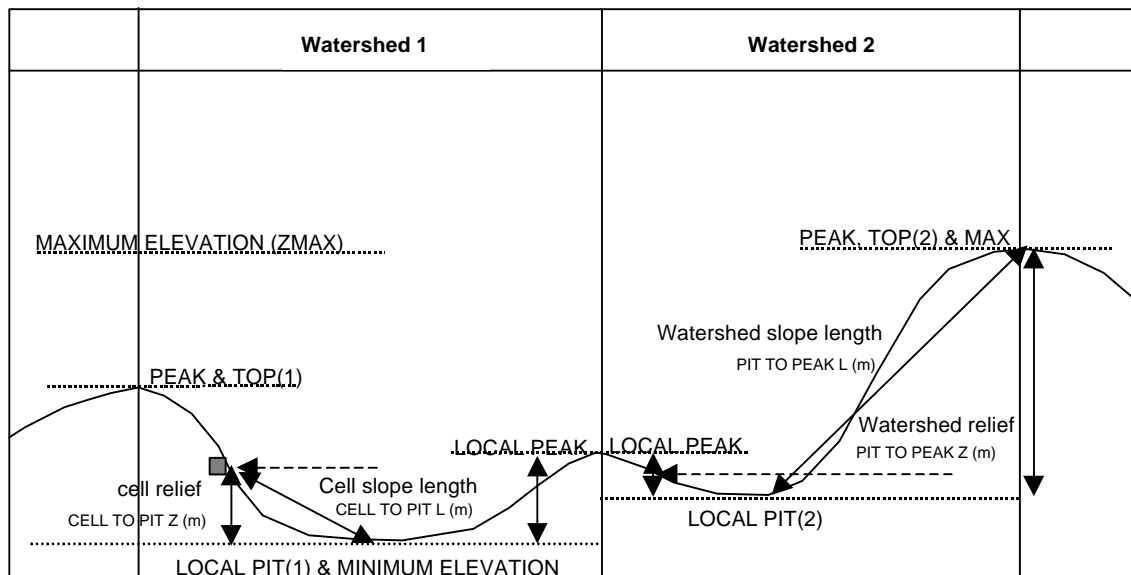 Watershed 1
Watershed 2
MAXIMUM ELEVATION (ZMAX)
PEAK, TOP(2) & MAX
Watershed slope length
PIT TO PEAK L (m)
PEAK & TOP(1)
Watershed relief
PIT TO PEAK Z (m)
LOCAL PEAK
LOCAL PEAK
cell relief
CELL TO PIT Z (m)
Cell slope length
CELL TO PIT L (m)
LOCAL PIT(2)
LOCAL PIT(1) & MINIMUM ELEVATION